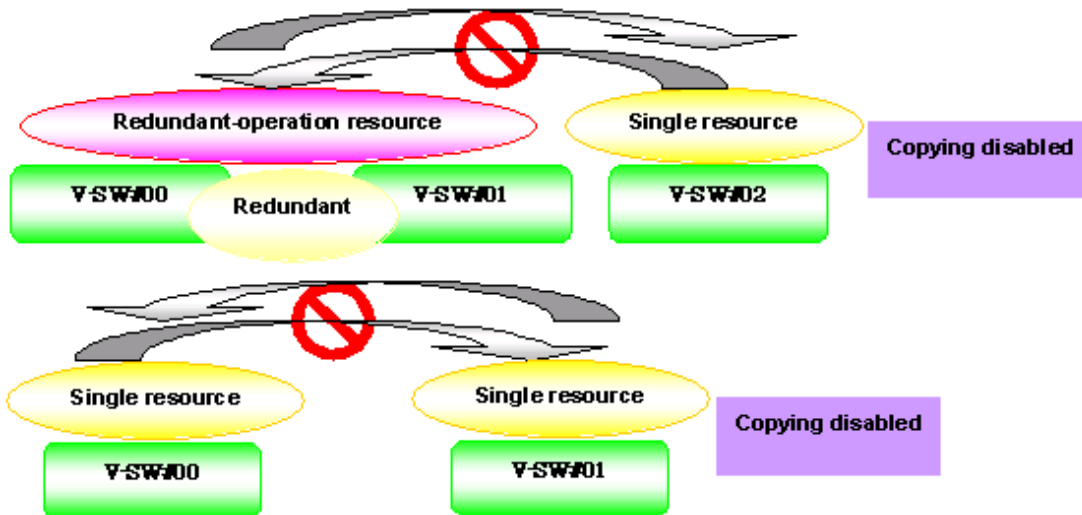 Redundant-operation resource
Single resource
Copying disabled
V-SW#00
Redundant
V-SW#01
V-SW#02
Single resource
Single resource
Copying disabled
V-SW#00
V-SW#01